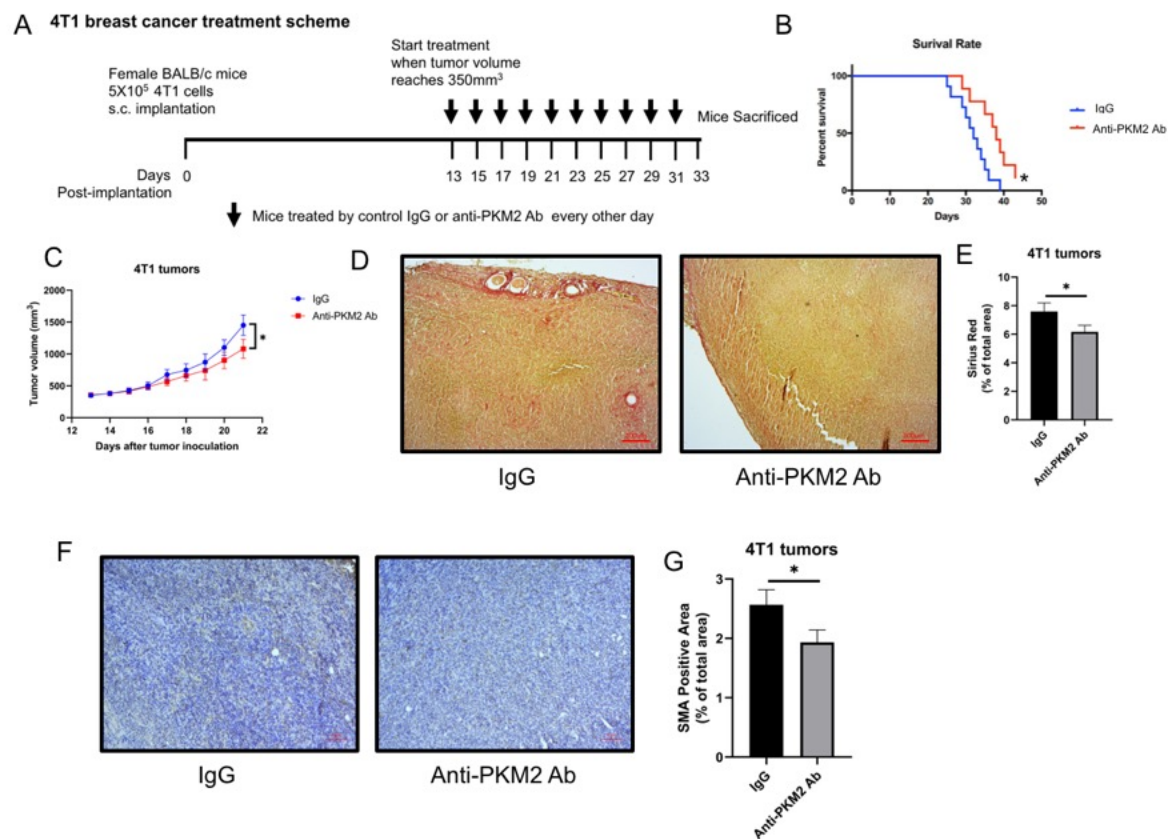 A
4T1 breast cancer treatment scheme
Female BALB/c mice
5X10⁵ 4T1 cells
s.c. implantation
Start treatment
when tumor volume
reaches 350mm³
Mice Sacrificed
Days
Post-implantation
0
13 15 17 19 21 23 25 27 29 31 33
Mice treated by control IgG or anti-PKM2 Ab every other day
B
Surival Rate
Percent survival
100
50
0
0 10 20 30 40 50
Days
IgG
Anti-PKM2 Ab
*
C
4T1 tumors
Tumor volume (mm³)
2000
1500
1000
500
0
12 14 16 18 20 22
Days after tumor inoculation
IgG
Anti-PKM2 Ab
*
D
IgG
Anti-PKM2 Ab
E
4T1 tumors
Sirius Red
(% of total area)
10
8
6
4
2
0
*
IgG
Anti-PKM2 Ab
F
IgG
Anti-PKM2 Ab
G
4T1 tumors
SMA Positive Area
(% of total area)
3
2
1
0
*
IgG
Anti-PKM2 Ab